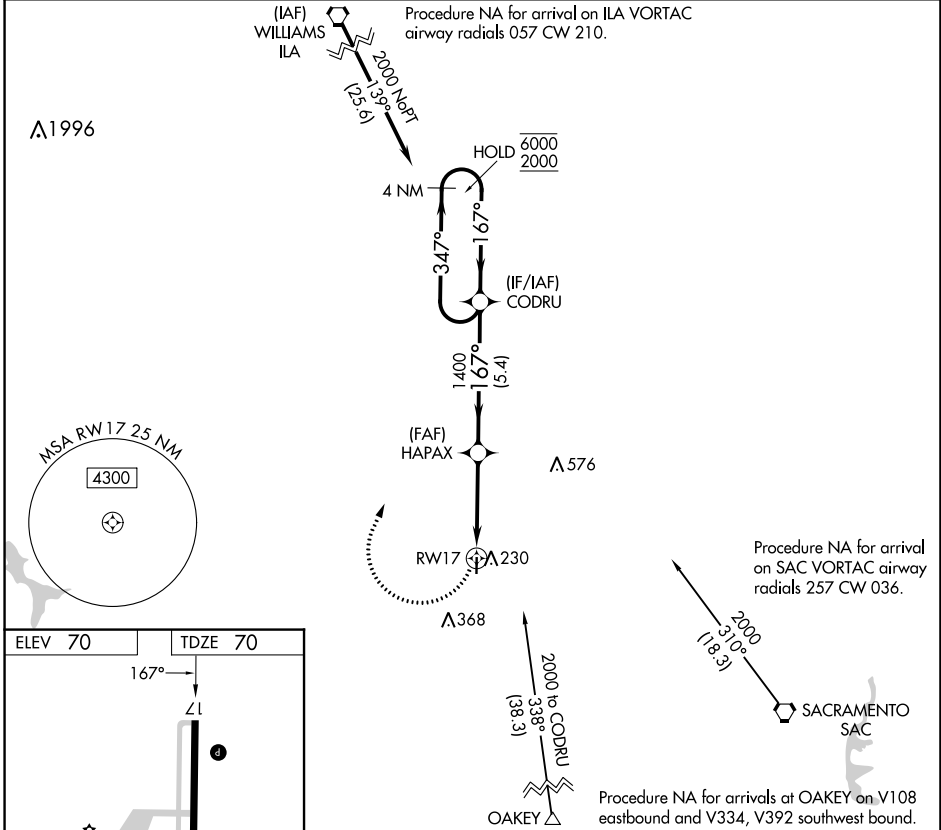 (IAF)
WILLIAMS
ILA
Procedure NA for arrival on ILA VORTAC
airway radials 057 CW 210.
2000 NoPT
139°
(25.6)
1996
HOLD 6000
2000
4 NM
347°
167°
(IF/IAF)
CODRU
1400
167°
(5.4)
(FAF)
HAPAX
576
MSA RW17 25 NM
4300
RW17
230
368
Procedure NA for arrival
on SAC VORTAC airway
radials 257 CW 036.
2000
310°
(18.3)
SACRAMENTO
SAC
2000 to CODRU
338°
(38.3)
OAKEY
Procedure NA for arrivals at OAKEY on V108
eastbound and V334, V392 southwest bound.
ELEV 70
TDZE 70
167°
17
P